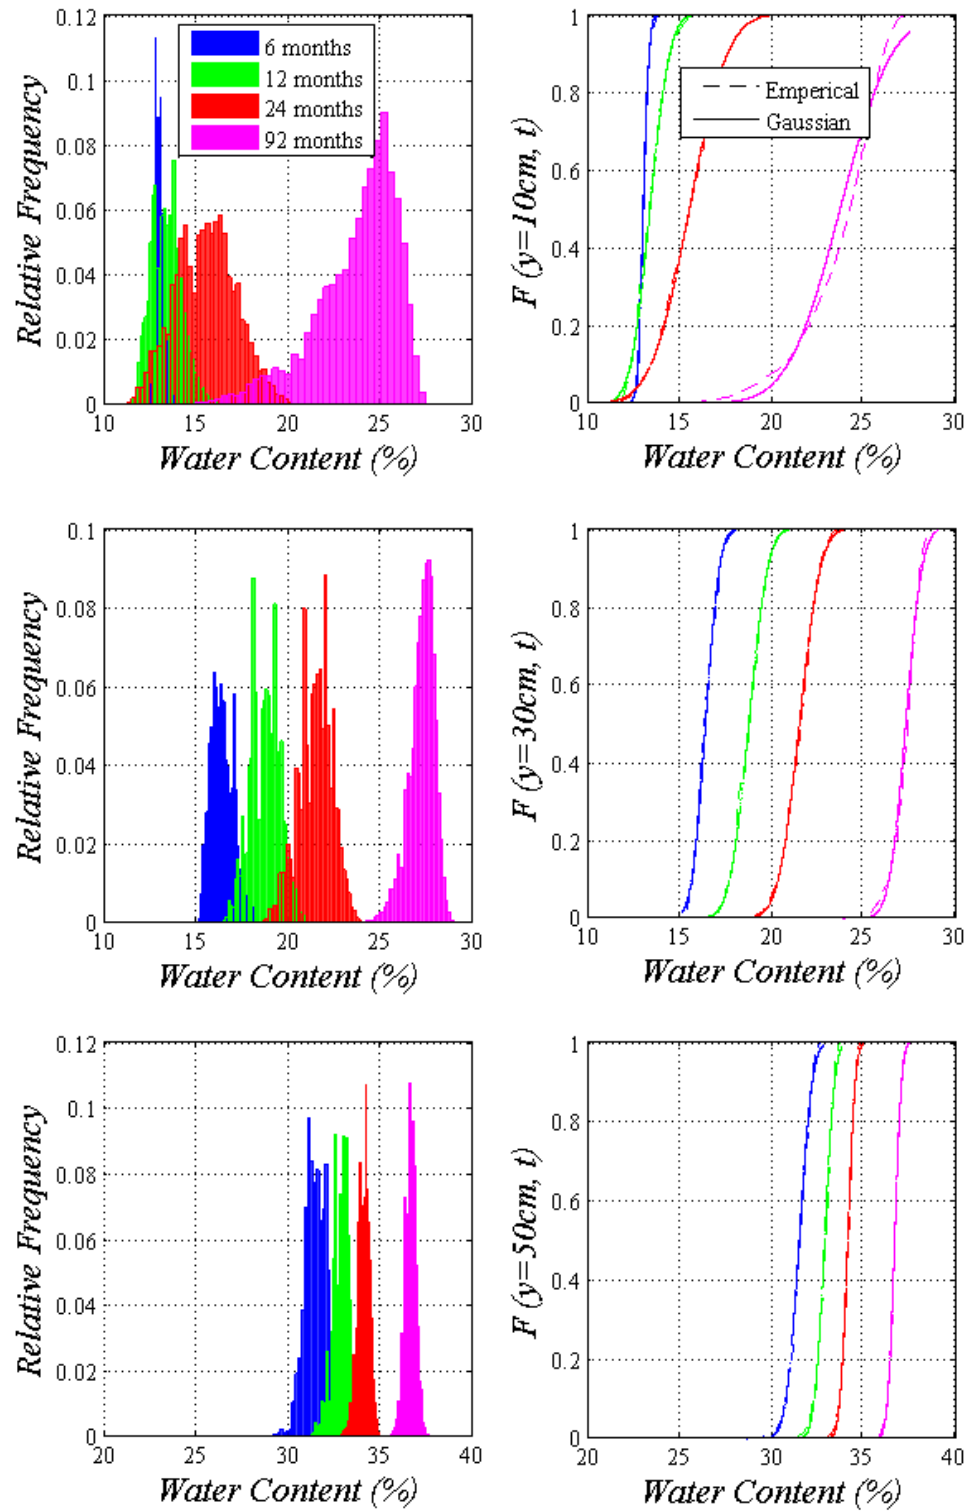 0.12
0.1
0.08
0.06
0.04
0.02
0
Relative Frequency
6 months
12 months
24 months
92 months
10 15 20 25 30
Water Content (%)
1
0.8
0.6
0.4
0.2
0
F (y=10cm, t)
Emperical
Gaussian
10 15 20 25 30
Water Content (%)
0.1
0.08
0.06
0.04
0.02
0
Relative Frequency
10 15 20 25 30
Water Content (%)
1
0.8
0.6
0.4
0.2
0
F (y=30cm, t)
10 15 20 25 30
Water Content (%)
0.12
0.1
0.08
0.06
0.04
0.02
0
Relative Frequency
20 25 30 35 40
Water Content (%)
1
0.8
0.6
0.4
0.2
0
F (y=50cm, t)
20 25 30 35 40
Water Content (%)